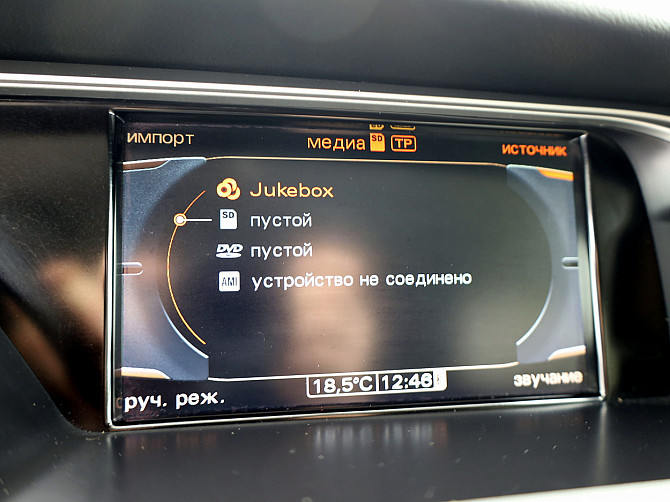 импорт
медиа SD TP
источник
Jukebox
SD пустой
DVD пустой
AMI устройство не соединено
18,5°C 12:46
руч. реж.
звучание